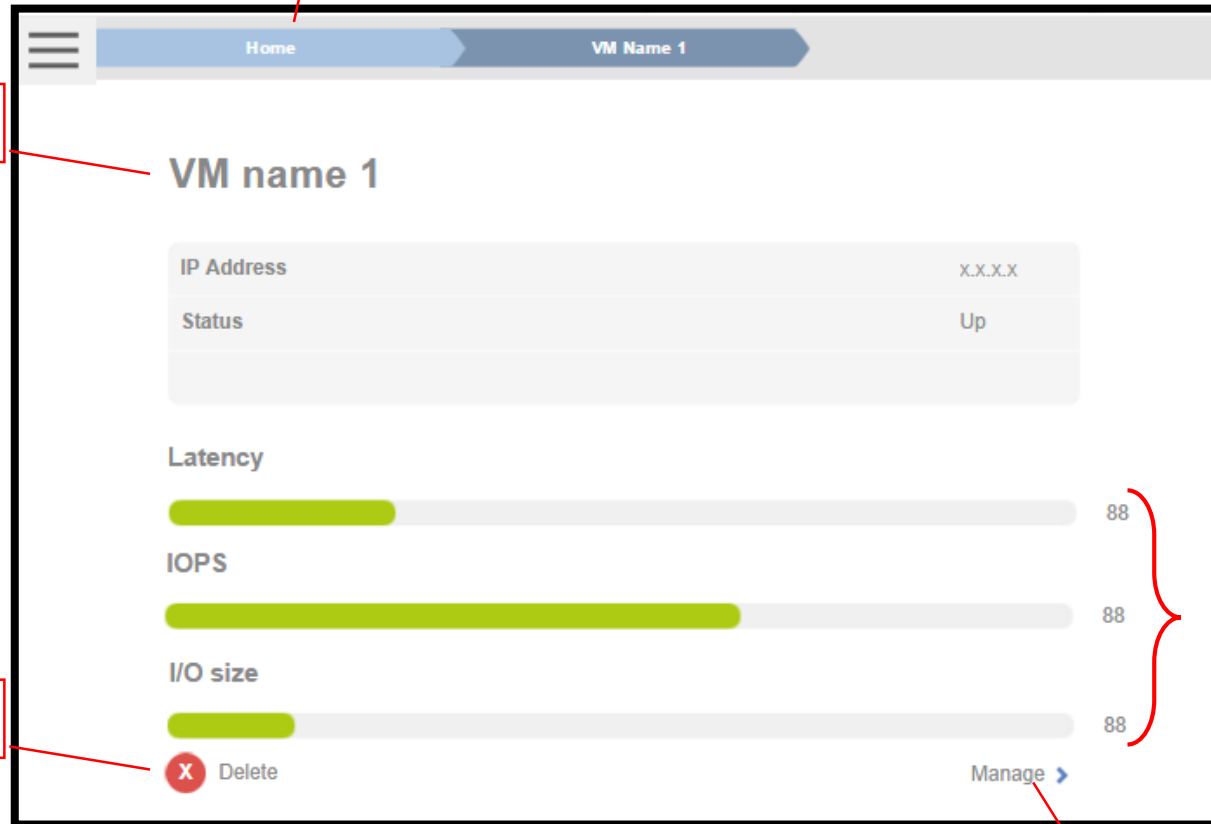 Home VM Name 1
VM name 1
IP Address x.x.x.x
Status Up
Latency
88
IOPS
88
I/O size
88
X Delete Manage